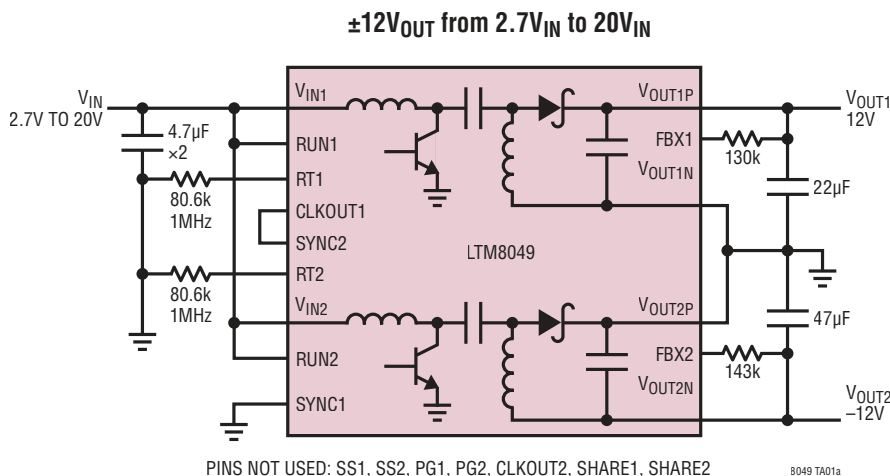 ±12VOUT from 2.7VIN to 20VIN
VIN
2.7V TO 20V
4.7µF
×2
80.6k
1MHz
80.6k
1MHz
VIN1
RUN1
RT1
CLKOUT1
SYNC2
RT2
VIN2
RUN2
SYNC1
LTM8049
VOUT1P
FBX1
VOUT1N
VOUT2P
FBX2
VOUT2N
130k
22µF
47µF
143k
VOUT1
12V
VOUT2
–12V
PINS NOT USED: SS1, SS2, PG1, PG2, CLKOUT2, SHARE1, SHARE2
8049 TA01a